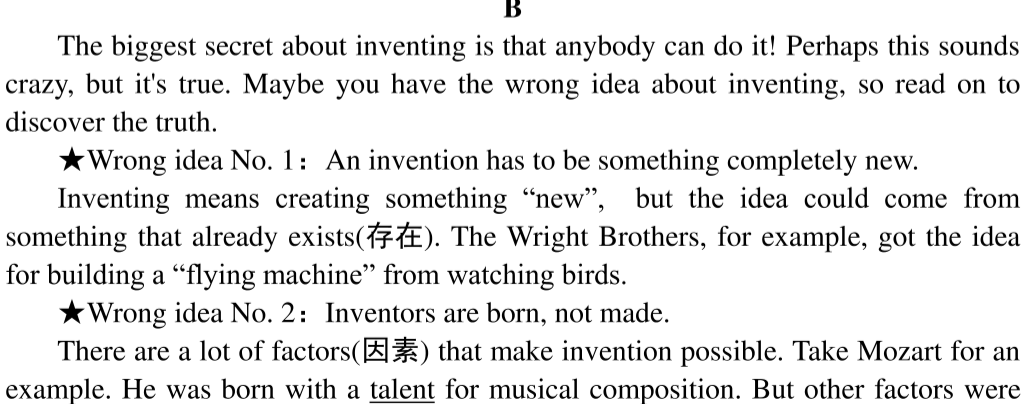 B
The biggest secret about inventing is that anybody can do it! Perhaps this sounds
crazy, but it's true. Maybe you have the wrong idea about inventing, so read on to
discover the truth.
★Wrong idea No. 1：An invention has to be something completely new.
Inventing means creating something “new”, but the idea could come from
something that already exists(存在). The Wright Brothers, for example, got the idea
for building a “flying machine” from watching birds.
★Wrong idea No. 2：Inventors are born, not made.
There are a lot of factors(因素) that make invention possible. Take Mozart for an
example. He was born with a talent for musical composition. But other factors were